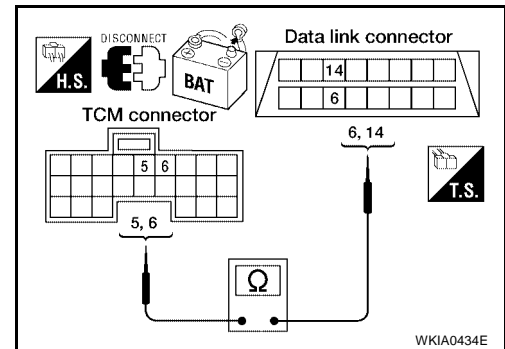 DISCONNECT
H.S.
BAT
Data link connector
14
6
TCM connector
5 6
6, 14
T.S.
5, 6
Ω
WKIA0434E